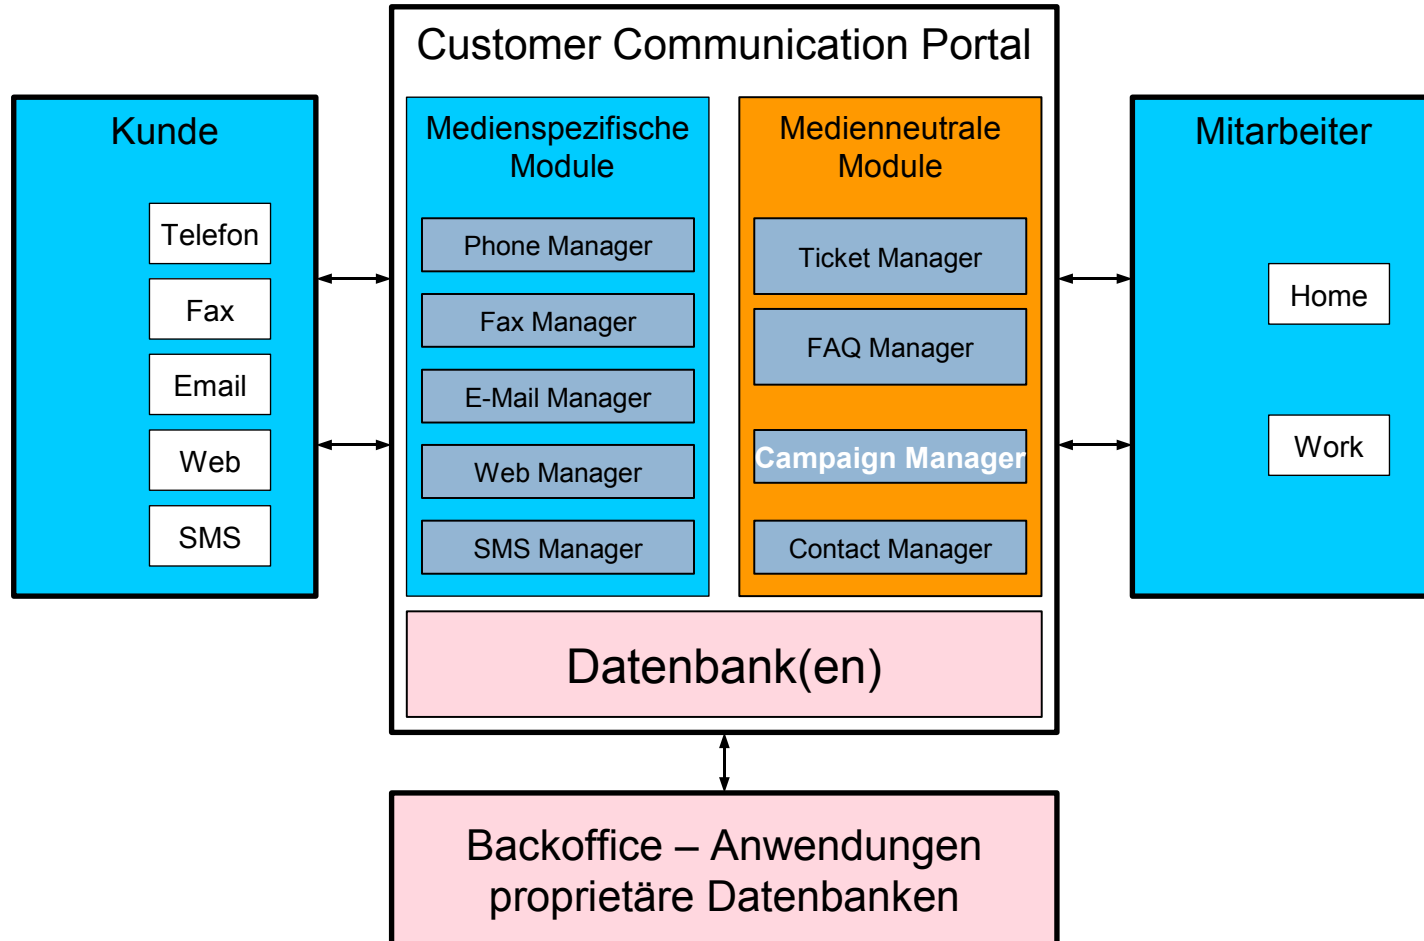 Customer Communication Portal
Kunde
Telefon
Fax
Email
Web
SMS
Medienspezifische
Module
Phone Manager
Fax Manager
E-Mail Manager
Web Manager
SMS Manager
Medienneutrale
Module
Ticket Manager
FAQ Manager
Campaign Manager
Contact Manager
Mitarbeiter
Home
Work
Datenbank(en)
Backoffice – Anwendungen
proprietäre Datenbanken